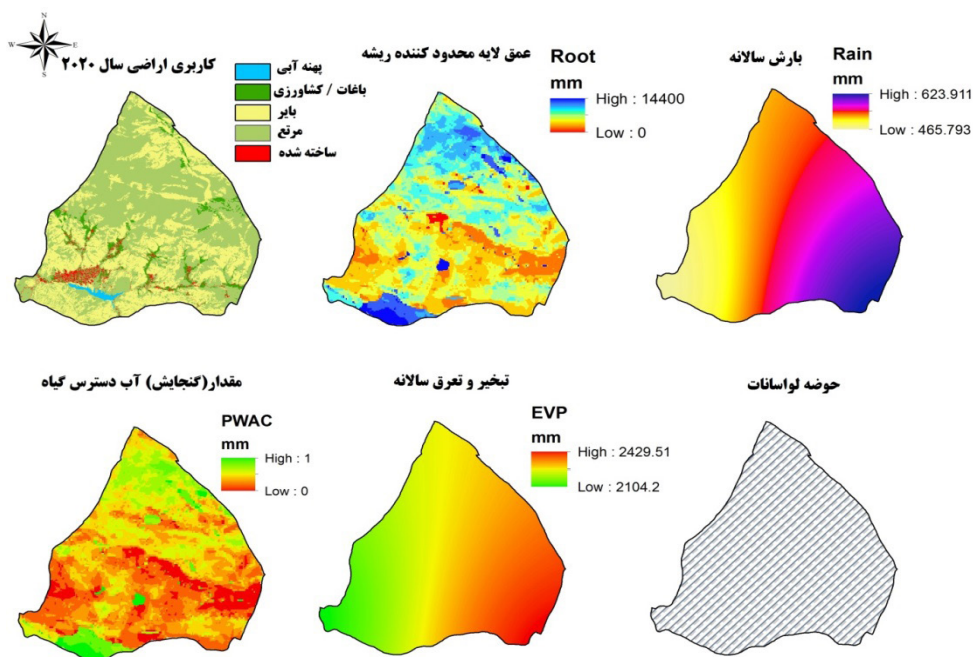 N
W
E
S
کاربری اراضی سال ۲۰۲۰
پهنه آبی
باغات / کشاورزی
بایر
مرتع
ساخته شده
عمق لایه محدود کننده ریشه
Root
mm
High : 14400
Low : 0
بارش سالانه
Rain
mm
High : 623.911
Low : 465.793
مقدار(گنجایش) آب دسترس گیاه
PWAC
mm
High : 1
Low : 0
تبخیر و تعرق سالانه
EVP
mm
High : 2429.51
Low : 2104.2
حوضه لواسانات